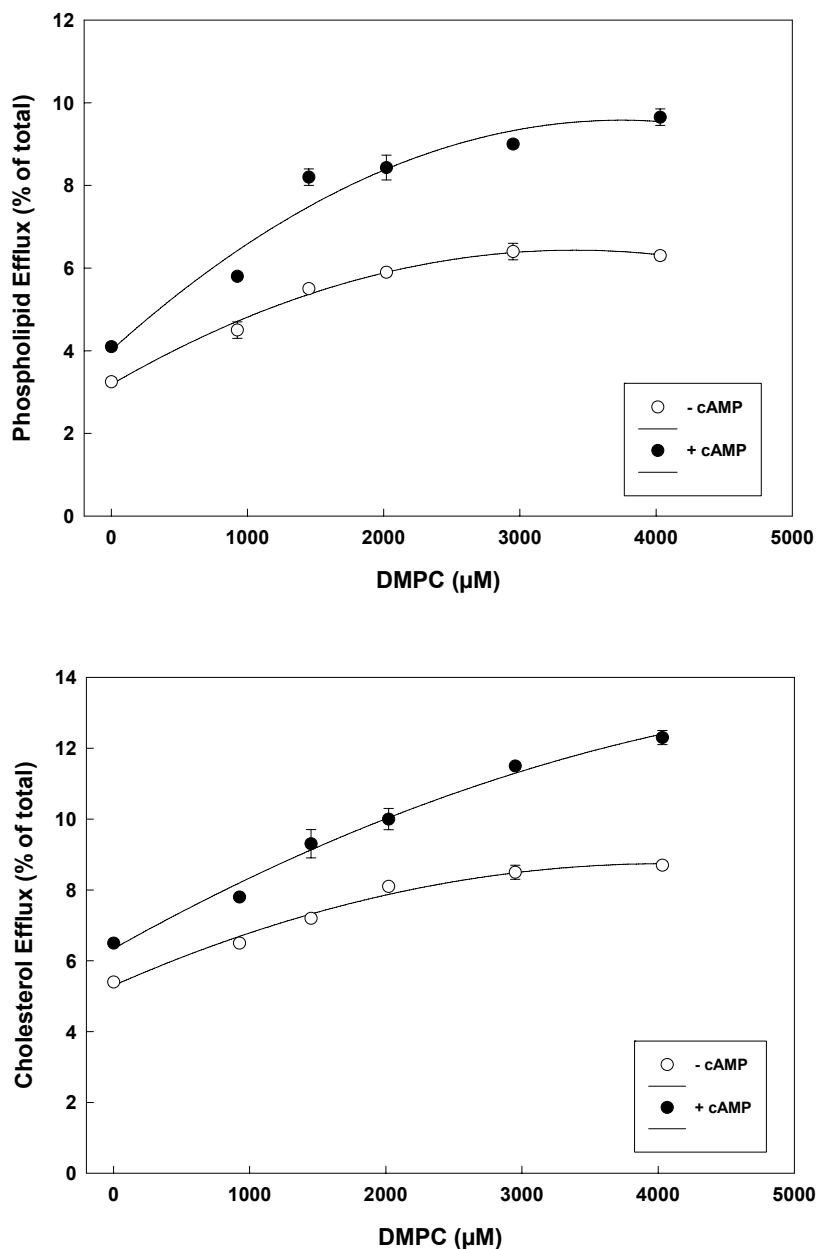 12
10
8
6
4
2
0
Phospholipid Efflux (% of total)
- cAMP
+ cAMP
0 1000 2000 3000 4000 5000
DMPC (µM)
14
12
10
8
6
4
2
0
Cholesterol Efflux (% of total)
- cAMP
+ cAMP
0 1000 2000 3000 4000 5000
DMPC (µM)